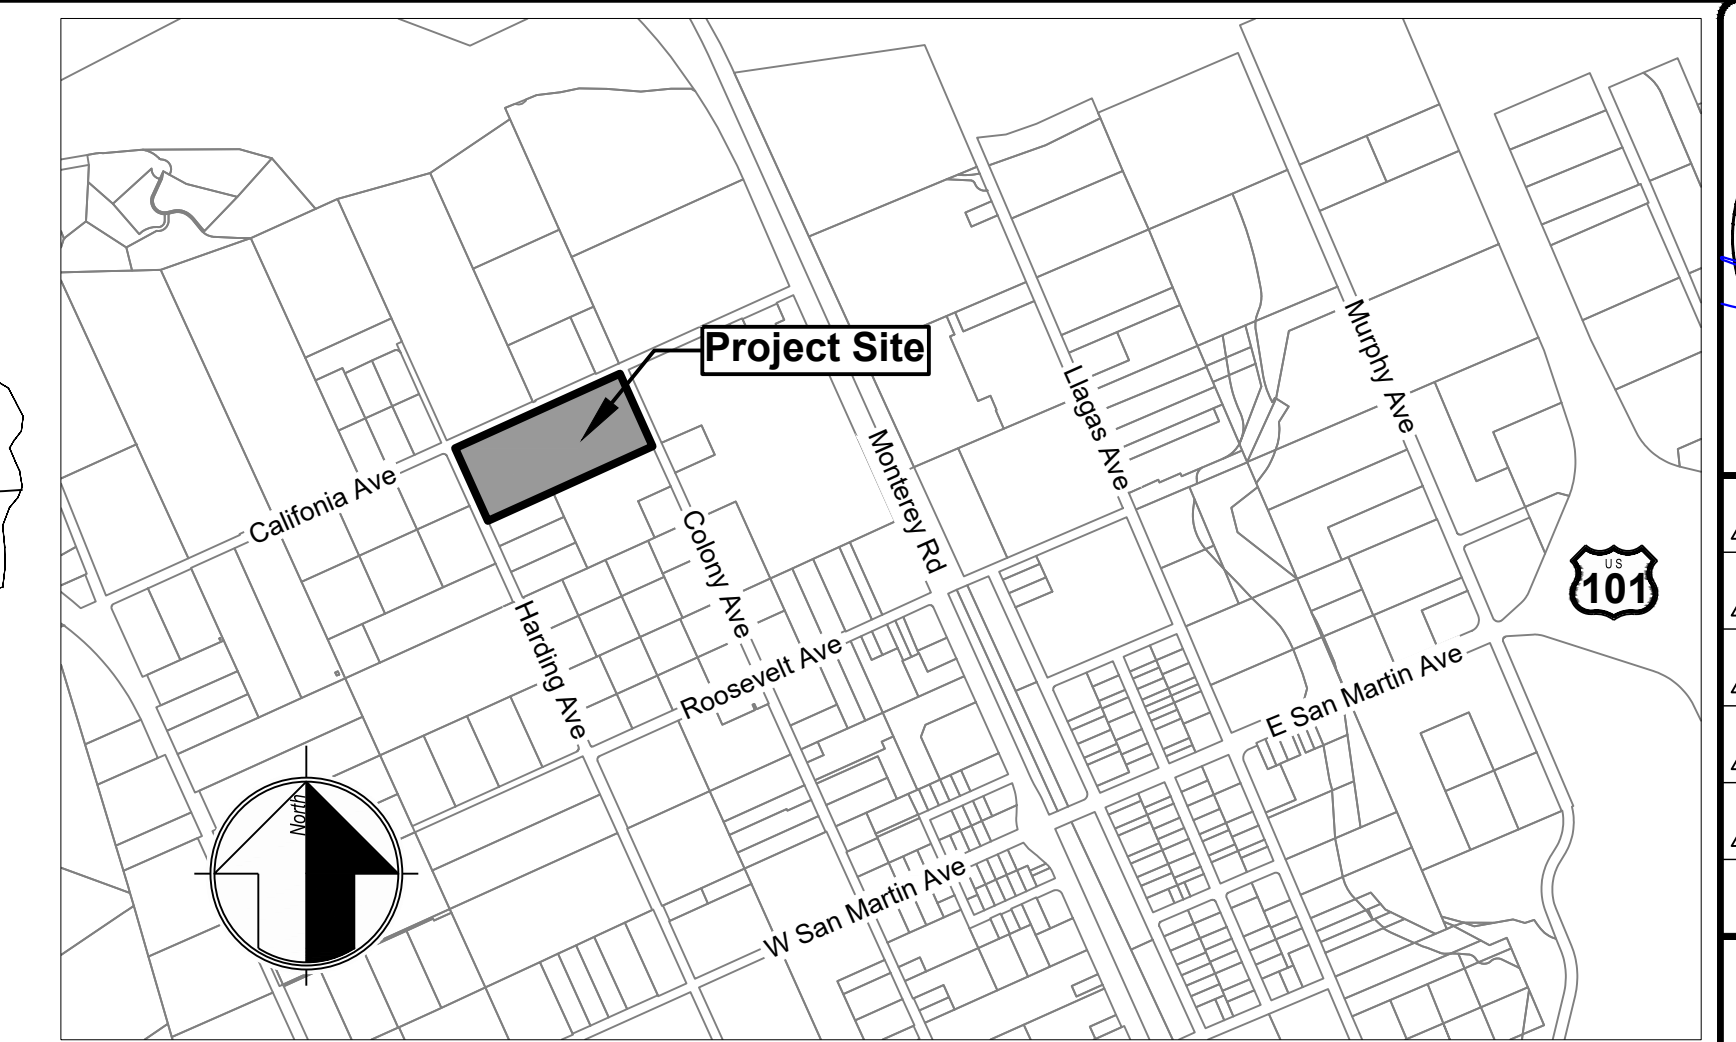 Project Site
Murphy Ave
Llagas Ave
Monterey Rd
Califonia Ave
Colony Ave
US
101
Harding Ave
Roosevelt Ave
E San Martin Ave
North
W San Martin Ave